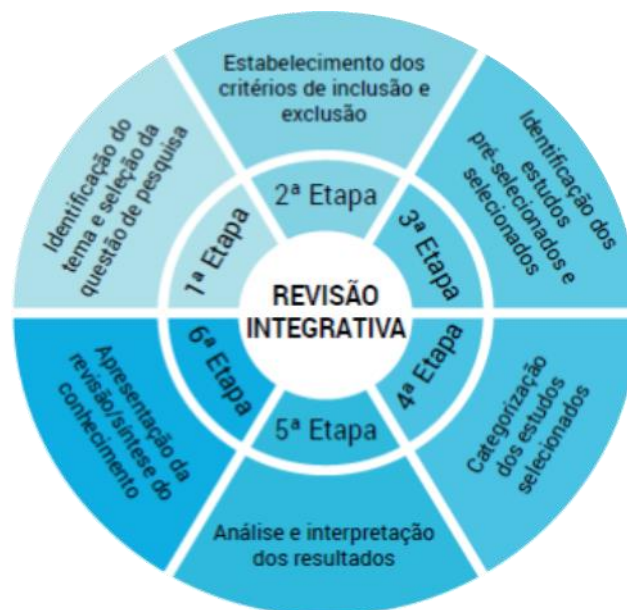 REVISÃO
INTEGRATIVA
1ª Etapa
Identificação do
tema e seleção da
questão de pesquisa
2ª Etapa
Estabelecimento dos
critérios de inclusão e
exclusão
3ª Etapa
Identificação dos
estudos
pré-selecionados e
selecionados
4ª Etapa
Categorização
dos estudos
selecionados
5ª Etapa
Análise e interpretação
dos resultados
6ª Etapa
Apresentação da
revisão/síntese do
conhecimento